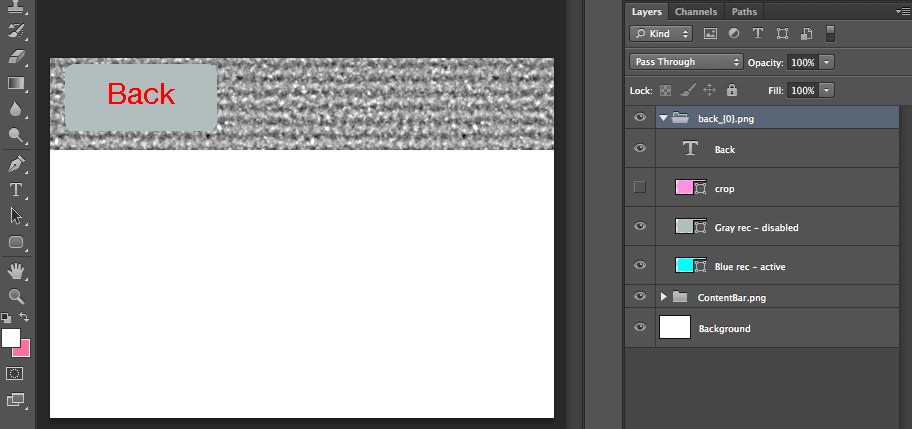 Layers Channels Paths
Kind
Pass Through Opacity: 100%
Lock: Fill: 100%
back_{0}.png
Back
T Back
crop
Gray rec - disabled
Blue rec - active
ContentBar.png
Background